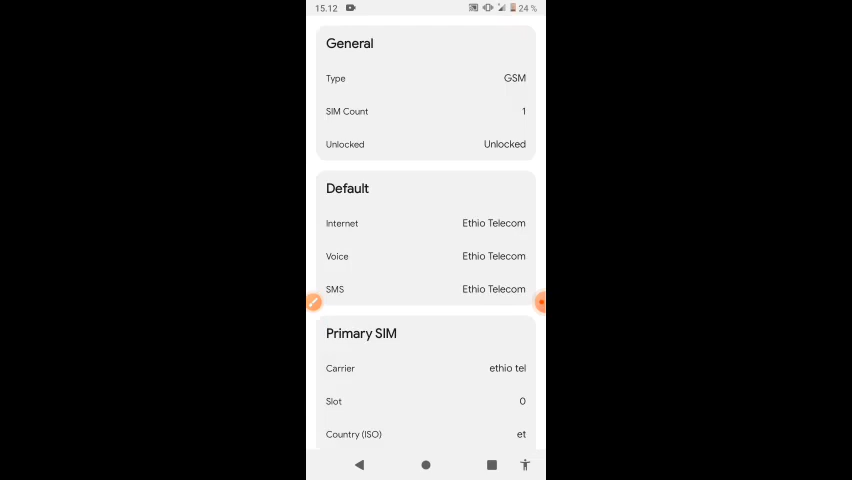 15.12 24 %
General
Type GSM
SIM Count 1
Unlocked Unlocked
Default
Internet Ethio Telecom
Voice Ethio Telecom
SMS Ethio Telecom
Primary SIM
Carrier ethio tel
Slot 0
Country (ISO) et